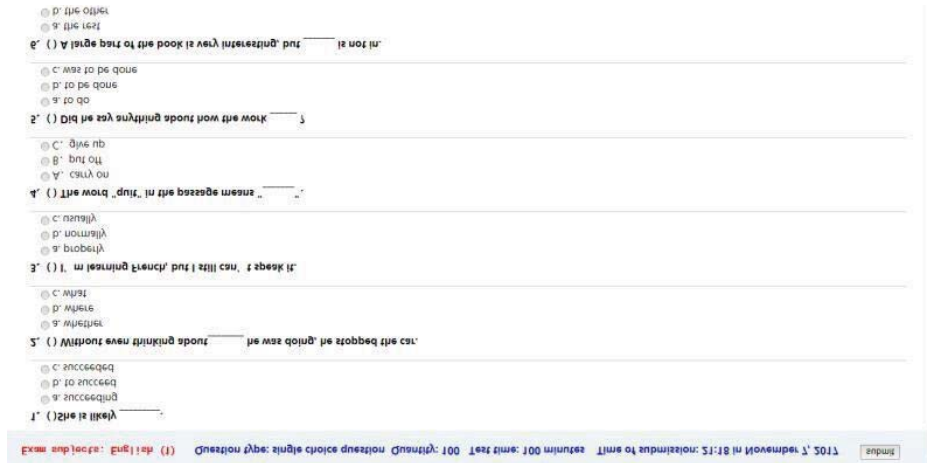 Exam subjects: English (1) Question type: single choice question Quantity: 100 Test time: 100 minutes Time of submission: 21:18 in November 7, 2017 submit
1、( )She is likely ________.
a. succeeding
b. to succeed
c. succeeded
2、( ) Without even thinking about_______ he was doing, he stopped the car.
a. whether
b. where
c. what
3、( ) I' m learning French, but I still can' t speak it.
a. properly
b. normally
c. usually
4、( ) The word "quit" in the passage means "______".
A. carry on
B. put off
C. give up
5、( ) Did he say anything about how the work _____ ?
a. to do
b. to be done
c. was to be done
6、( ) A large part of the book is very interesting, but ______ is not in.
a. the rest
b. the other